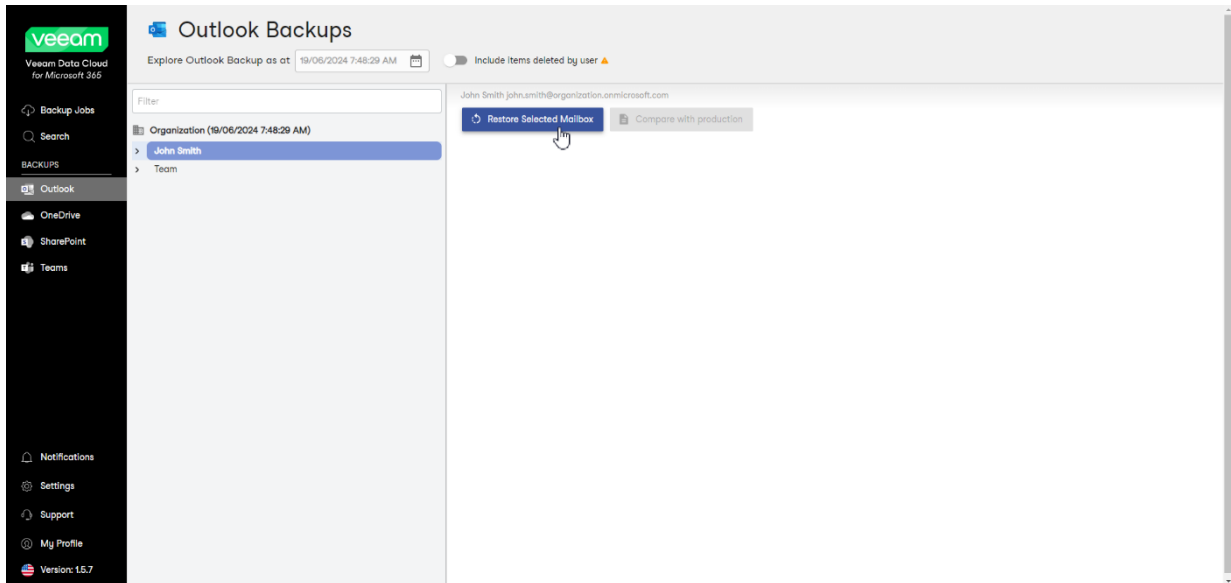 veeam
Veeam Data Cloud
for Microsoft 365
Backup Jobs
Search
BACKUPS
Outlook
OneDrive
SharePoint
Teams
Notifications
Settings
Support
My Profile
Version: 1.5.7
Outlook Backups
Explore Outlook Backup as at 19/06/2024 7:48:29 AM Include items deleted by user
Filter
Organization (19/06/2024 7:48:29 AM)
John Smith
Team
John Smith john.smith@organization.onmicrosoft.com
Restore Selected Mailbox Compare with production